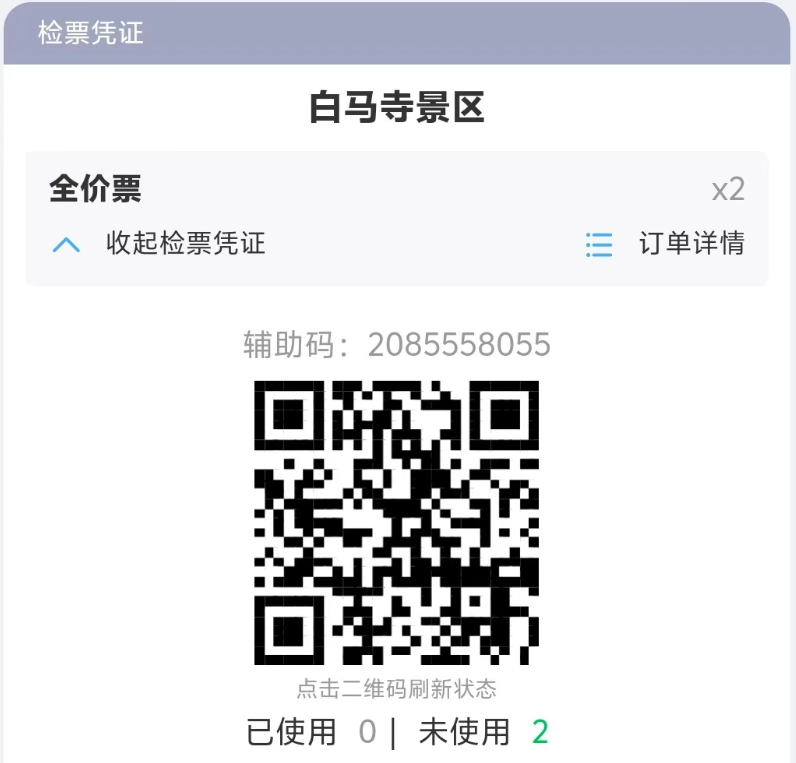 检票凭证
白马寺景区
全价票 x2
收起检票凭证 订单详情
辅助码：2085558055
点击二维码刷新状态
已使用 0 | 未使用 2